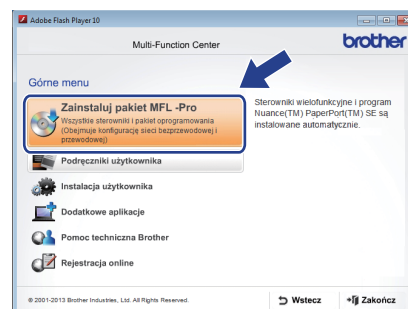 Adobe Flash Player 10
Multi-Function Center
brother
Górne menu
Zainstaluj pakiet MFL -Pro
Wszystkie sterowniki i pakiet oprogramowania
(Obejmuje konfigurację sieci bezprzewodowej i
przewodowej)
Sterowniki wielofunkcyjne i program
Nuance(TM) PaperPort(TM) SE są
instalowane automatycznie.
Podręczniki użytkownika
Instalacja użytkownika
Dodatkowe aplikacje
Pomoc techniczna Brother
Rejestracja online
© 2001-2013 Brother Industries, Ltd. All Rights Reserved.
Wstecz
Zakończ